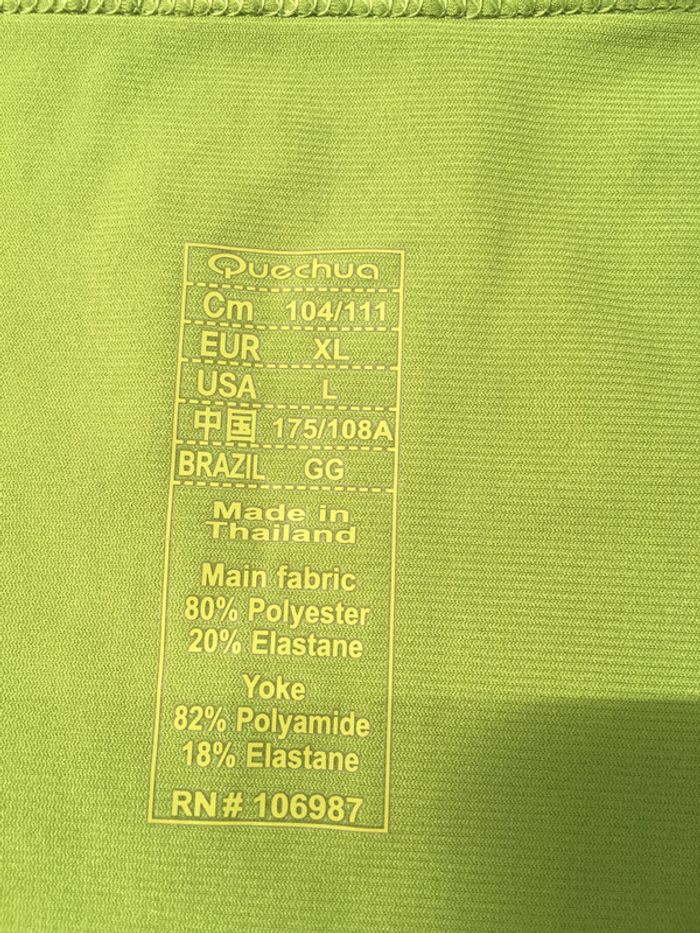 Quechua
Cm 104/111
EUR XL
USA L
中国 175/108A
BRAZIL GG
Made in
Thailand
Main fabric
80% Polyester
20% Elastane
Yoke
82% Polyamide
18% Elastane
RN# 106987